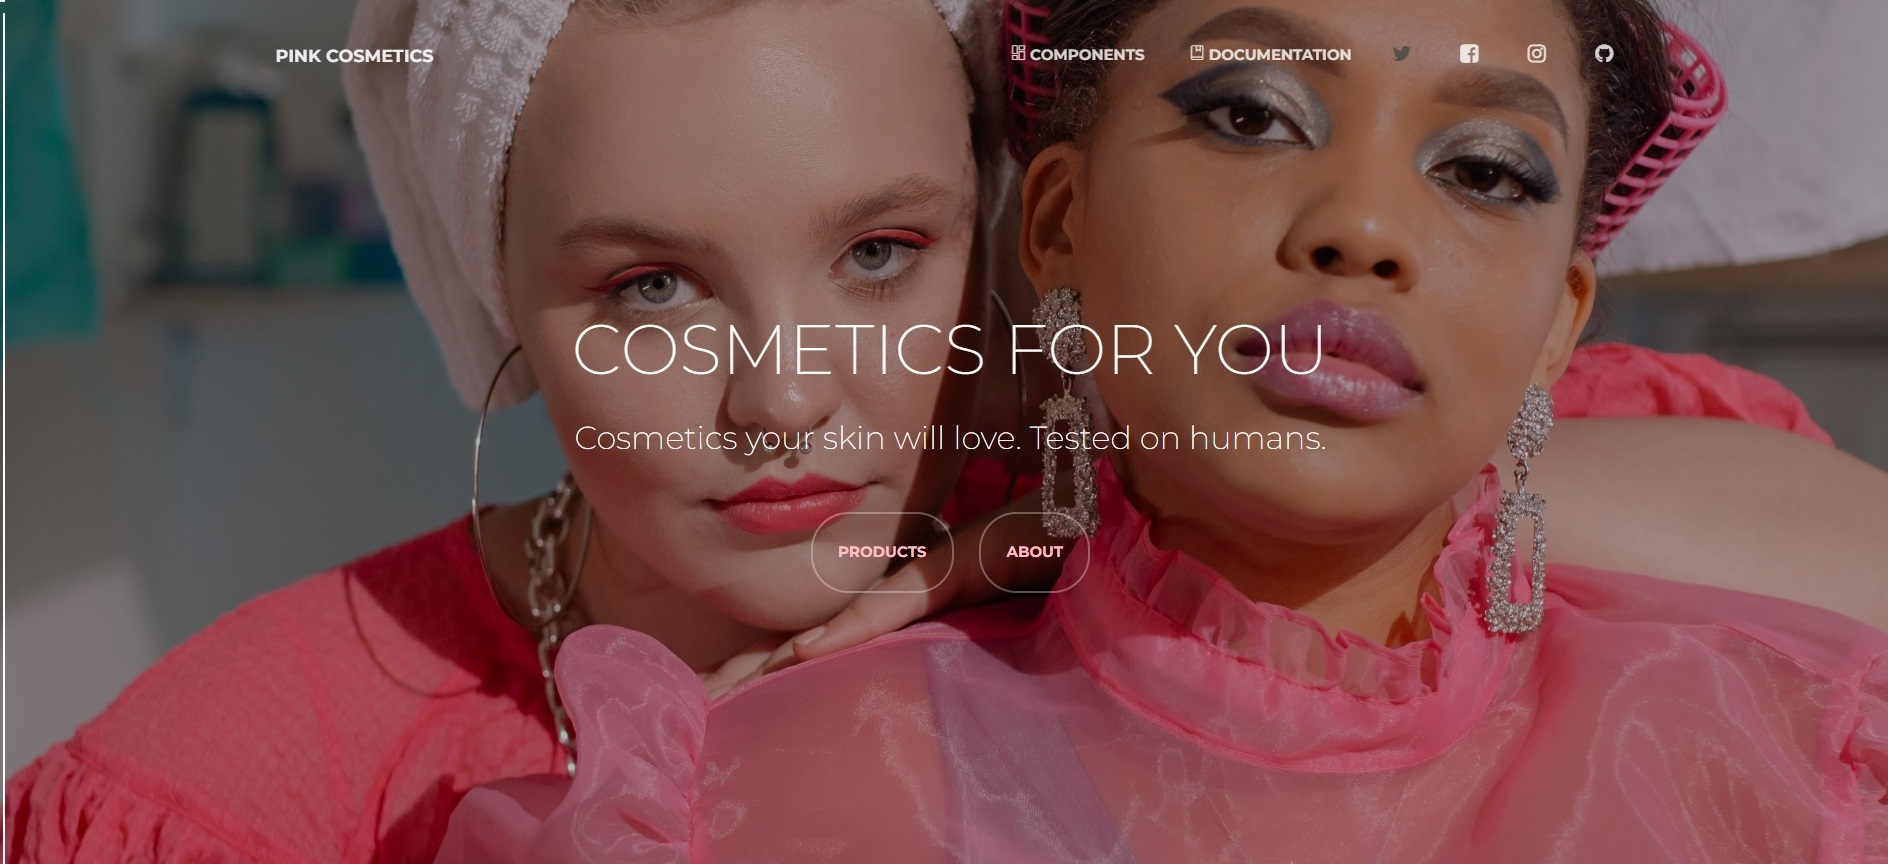 PINK COSMETICS
COMPONENTS
DOCUMENTATION
COSMETICS FOR YOU
Cosmetics your skin will love. Tested on humans.
PRODUCTS
ABOUT